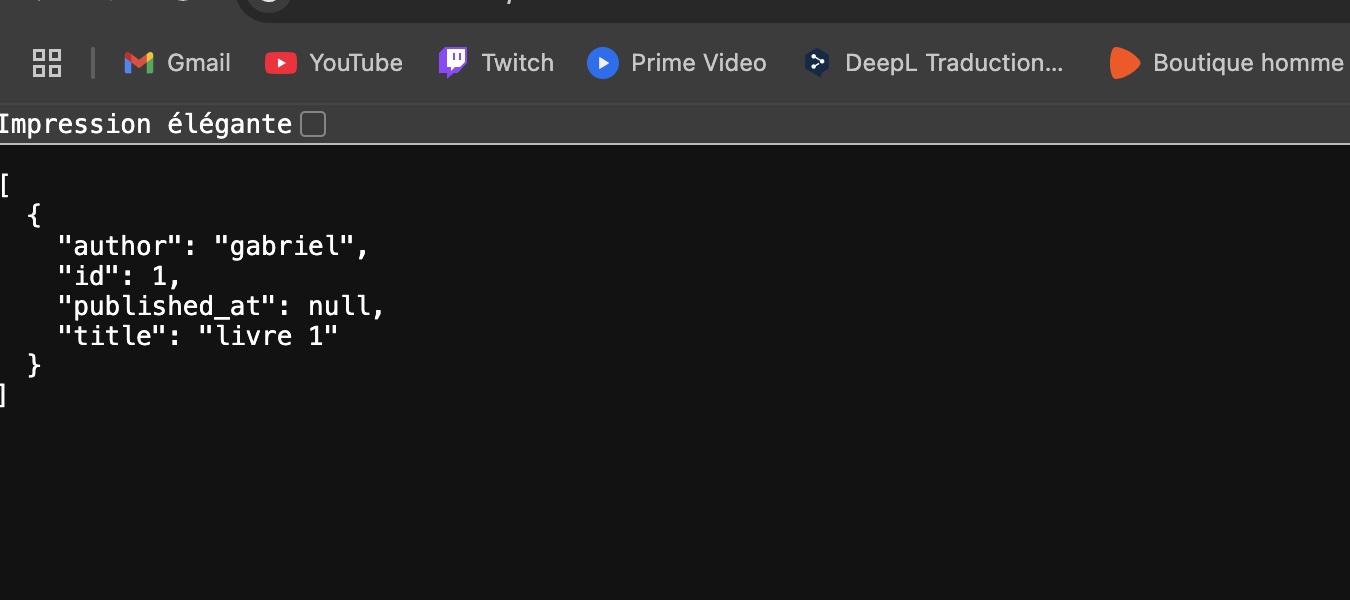 Gmail YouTube Twitch Prime Video DeepL Traduction... Boutique homme
Impression élégante
[
{
"author": "gabriel",
"id": 1,
"published_at": null,
"title": "livre 1"
}
]